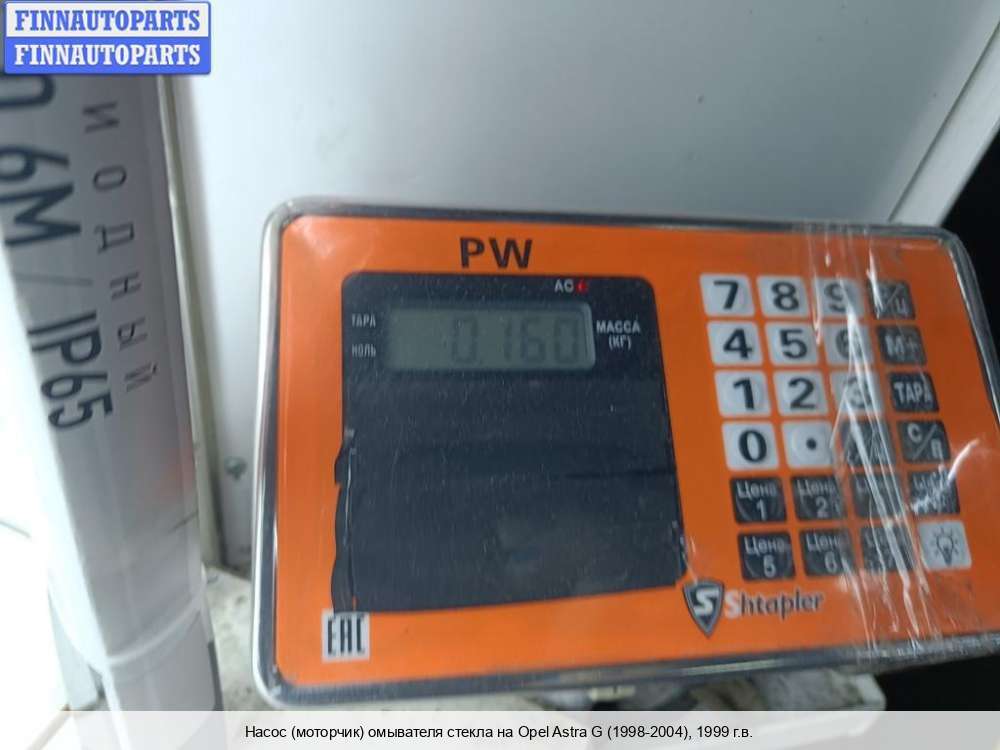 FINNAUTOPARTS
FINNAUTOPARTS
ИОДНЫЙ
6М/IP65
PW
AC
ТАРА
НОЛЬ
0.160
МАССА
(КГ)
7 8 9
4 5 6 М+
1 2 3 ТАРА
0 .
Цена 1
Цена 2
Цена 5
Цена 6
Shtapler
EAC
Насос (моторчик) омывателя стекла на Opel Astra G (1998-2004), 1999 г.в.